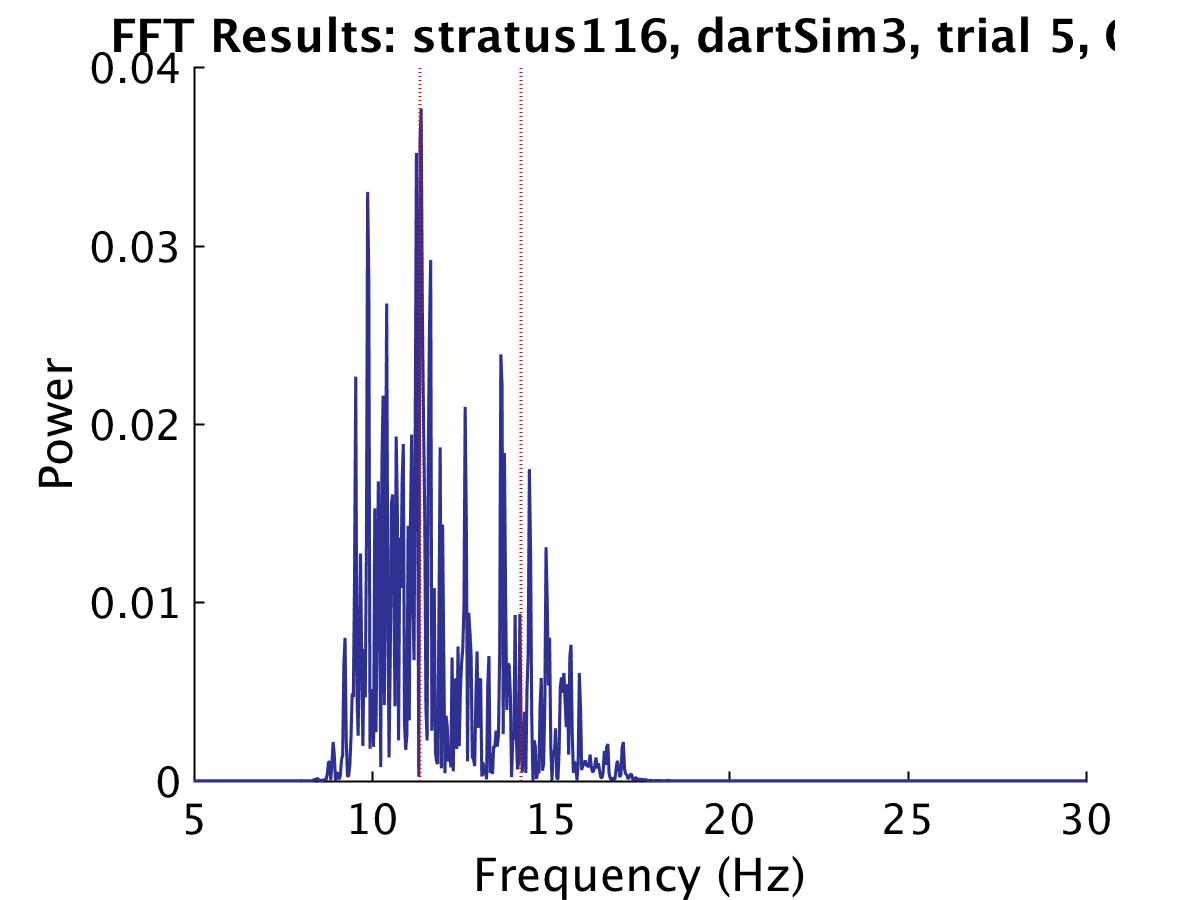 FFT Results: stratus116, dartSim3, trial 5,
0.04
0.03
0.02
0.01
0
Power
5 10 15 20 25 30
Frequency (Hz)